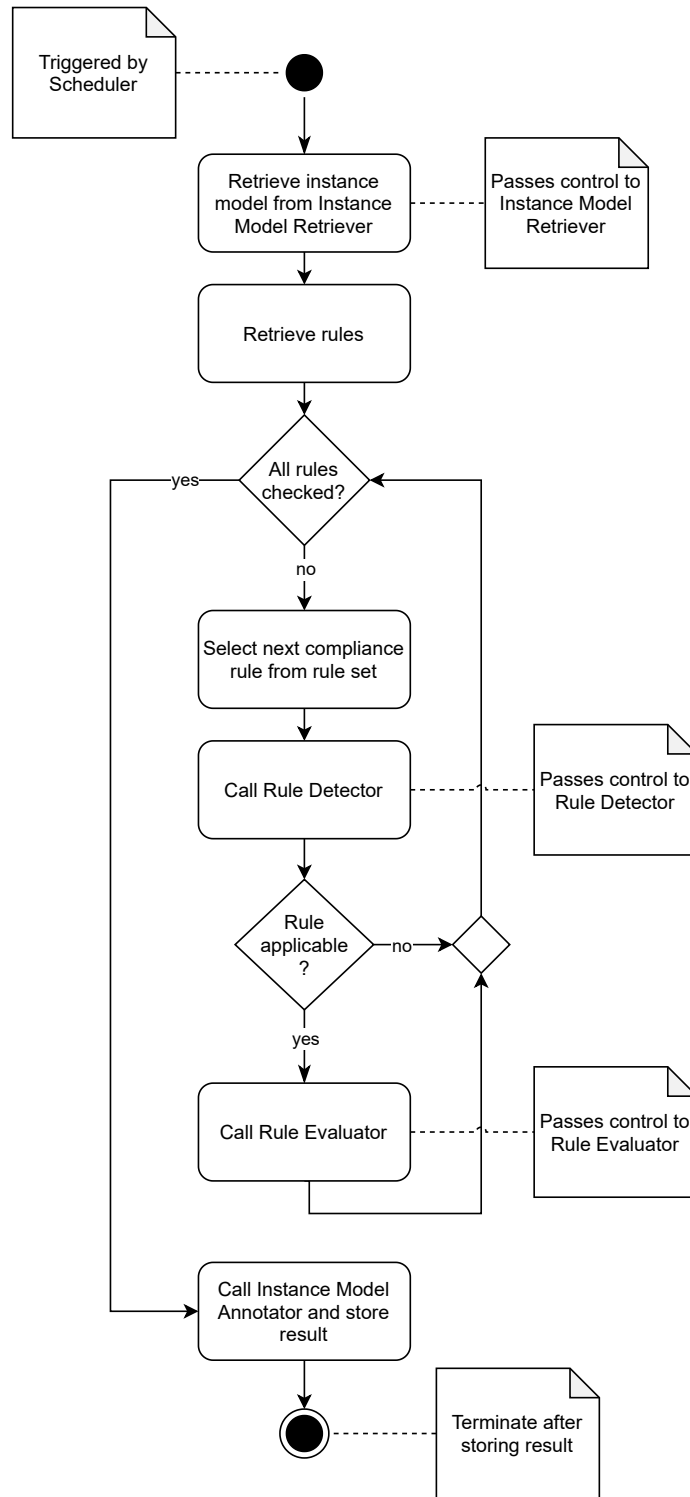 Triggered by
Scheduler
Retrieve instance
model from Instance
Model Retriever
Passes control to
Instance Model
Retriever
Retrieve rules
All rules
checked?
yes
no
Select next compliance
rule from rule set
Call Rule Detector
Passes control to
Rule Detector
Rule
applicable
?
no
yes
Call Rule Evaluator
Passes control to
Rule Evaluator
Call Instance Model
Annotator and store
result
Terminate after
storing result